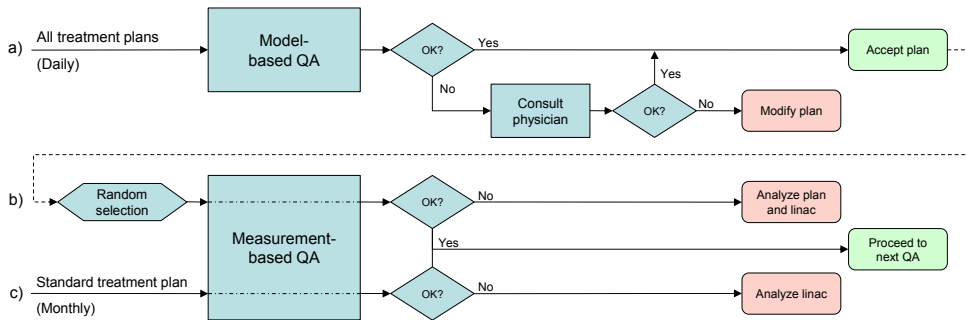 a)
All treatment plans
(Daily)
Model-
based QA
OK?
Yes
No
Consult
physician
OK?
Yes
No
Accept plan
Modify plan
b)
Random
selection
Measurement-
based QA
OK?
No
Yes
Analyze plan
and linac
Proceed to
next QA
c)
Standard treatment plan
(Monthly)
OK?
No
Analyze linac